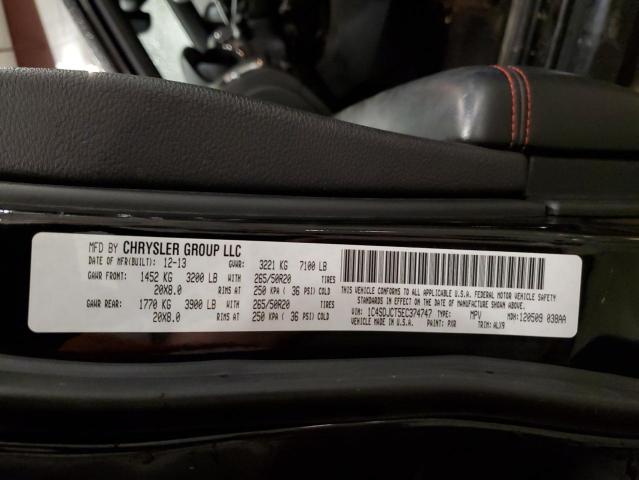 MFD BY CHRYSLER GROUP LLC
DATE OF MFR(BUILT): 12-13 GVWR: 3221 KG 7100 LB
GAWR FRONT: 1452 KG 3200 LB WITH 265/50R20 TIRES
20X8.0 RIMS AT 250 KPA ( 36 PSI) COLD
GAWR REAR: 1770 KG 3900 LB WITH 265/50R20 TIRES
20X8.0 RIMS AT 250 KPA ( 36 PSI) COLD
THIS VEHICLE CONFORMS TO ALL APPLICABLE U.S.A. FEDERAL MOTOR VEHICLE SAFETY
STANDARDS IN EFFECT ON THE DATE OF MANUFACTURE SHOWN ABOVE.
VIN: 1C4SDJCT5EC374747 TYPE: MPV MDH: 120509 038AA
VEHICLE MADE IN U.S.A. PAINT: PXR TRIM: ALX9